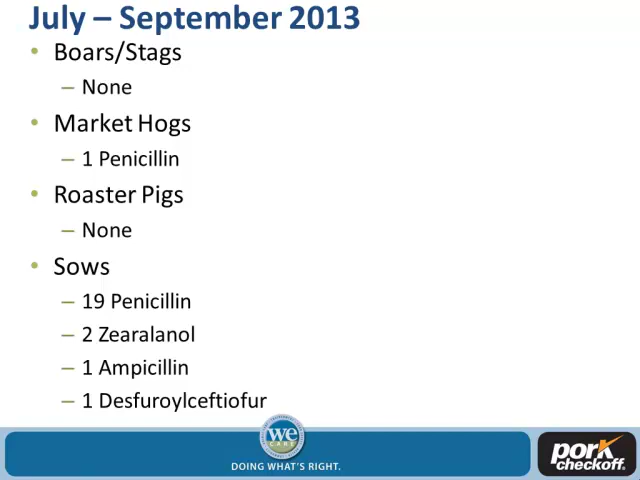 July – September 2013
• Boars/Stags
– None
• Market Hogs
– 1 Penicillin
• Roaster Pigs
– None
• Sows
– 19 Penicillin
– 2 Zearalanol
– 1 Ampicillin
– 1 Desfuroylceftiofur
we
CARE
DOING WHAT'S RIGHT.
pork
checkoff